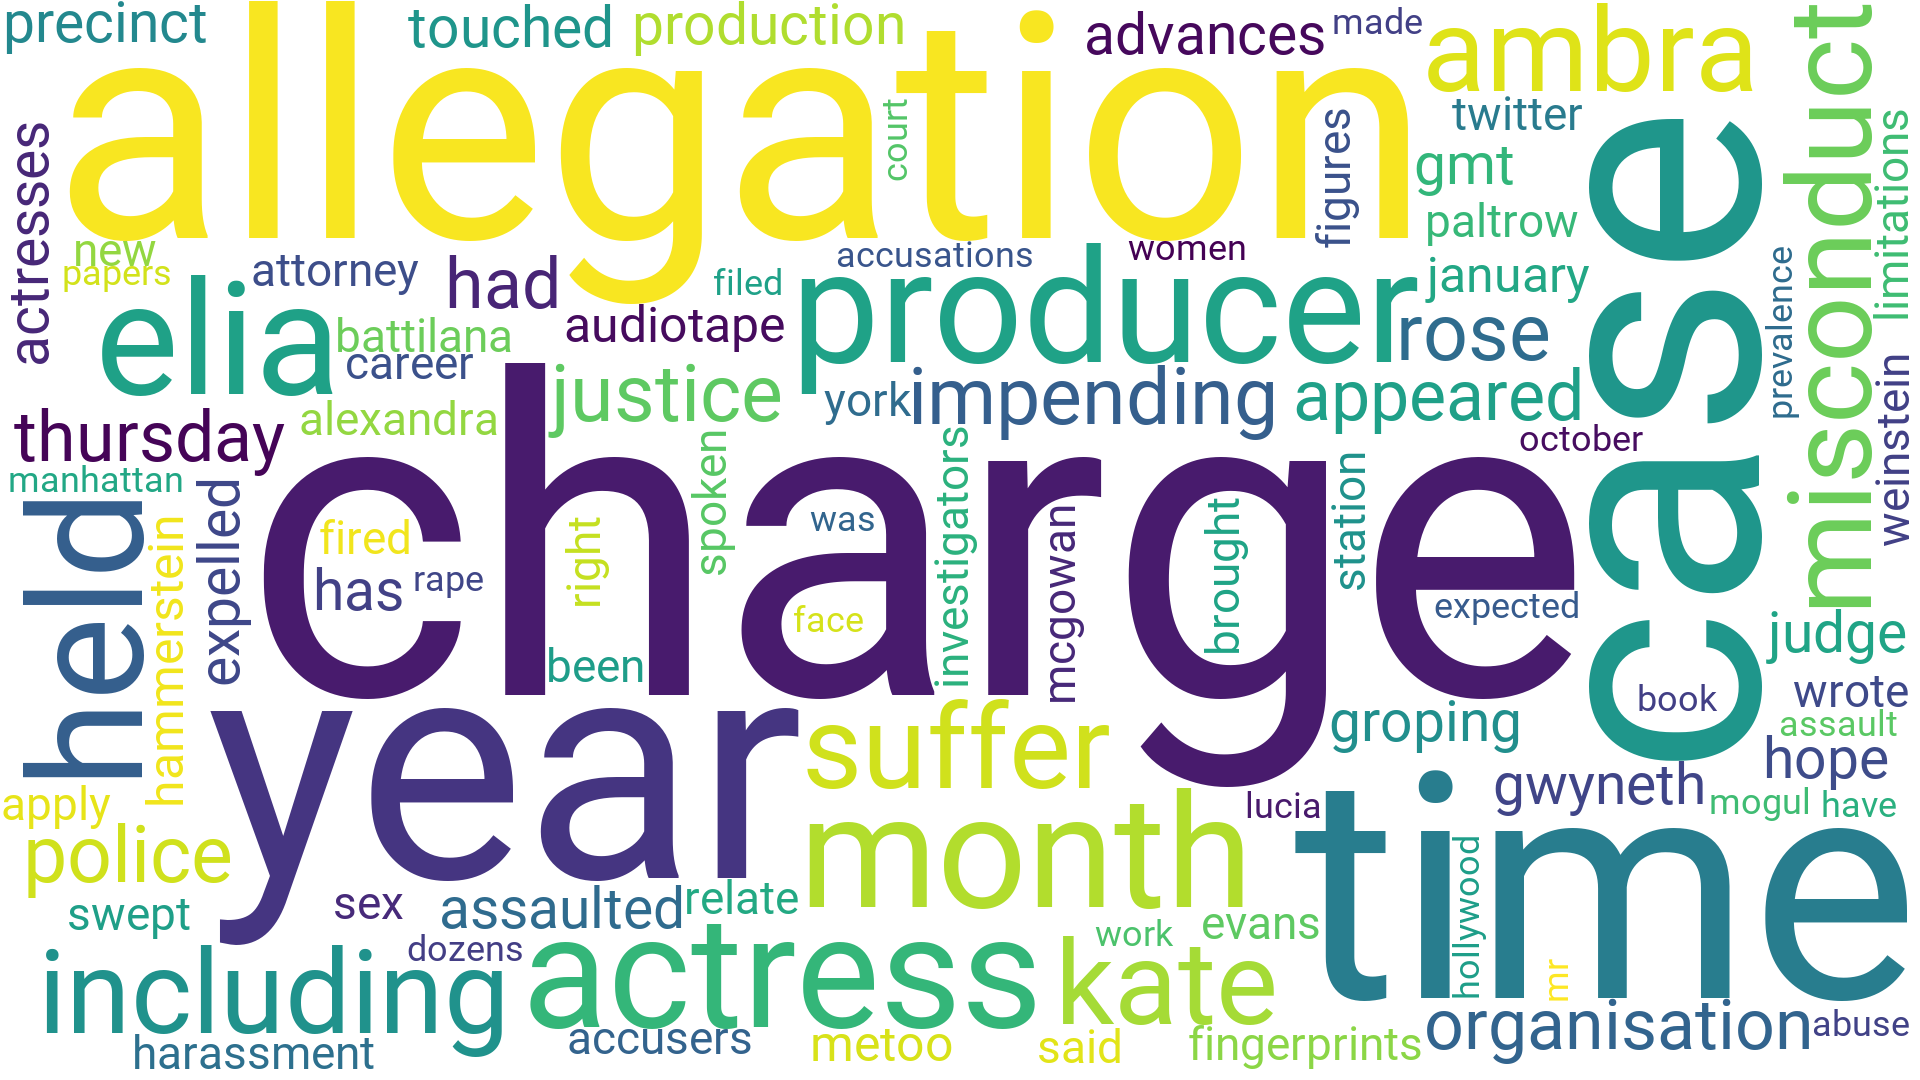 precinct
touched
production
advances
made
ambra
misconduct
allegation
court
figures
twitter
gmt
paltrow
limitations
case
actresses
new
papers
attorney
had
filed
accusations
women
january
prevalence
elia
battilana
audiotape
producer
rose
career
justice
york
impending
appeared
weinstein
thursday
alexandra
october
manhattan
held
hammerstein
expelled
charge
fired
has
rape
right
spoken
was
investigators
mcgowan
brought
station
face
expected
been
judge
book
wrote
assault
year
suffer
groping
hope
gwyneth
mogul
have
apply
month
lucia
time
police
sex
assaulted
relate
hollywood
swept
dozens
work
evans
including
actress
kate
mr
organisation
abuse
harassment
accusers
metoo
said
fingerprints